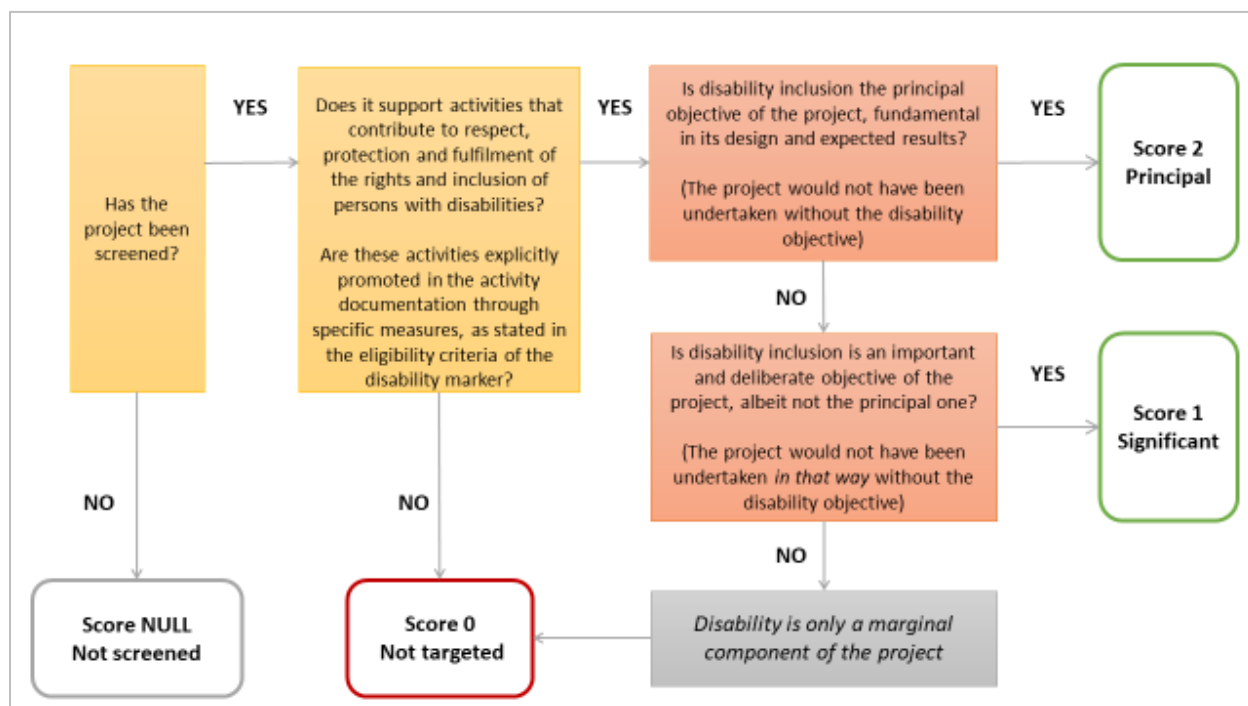 Has the
project been
screened?
YES
NO
Score NULL
Not screened
Does it support activities that
contribute to respect,
protection and fulfilment of
the rights and inclusion of
persons with disabilities?
Are these activities explicitly
promoted in the activity
documentation through
specific measures, as stated in
the eligibility criteria of the
disability marker?
YES
NO
Score 0
Not targeted
Is disability inclusion the principal
objective of the project, fundamental
in its design and expected results?
(The project would not have been
undertaken without the disability
objective)
YES
Score 2
Principal
NO
Is disability inclusion is an important
and deliberate objective of the
project, albeit not the principal one?
(The project would not have been
undertaken in that way without the
disability objective)
YES
Score 1
Significant
NO
Disability is only a marginal
component of the project